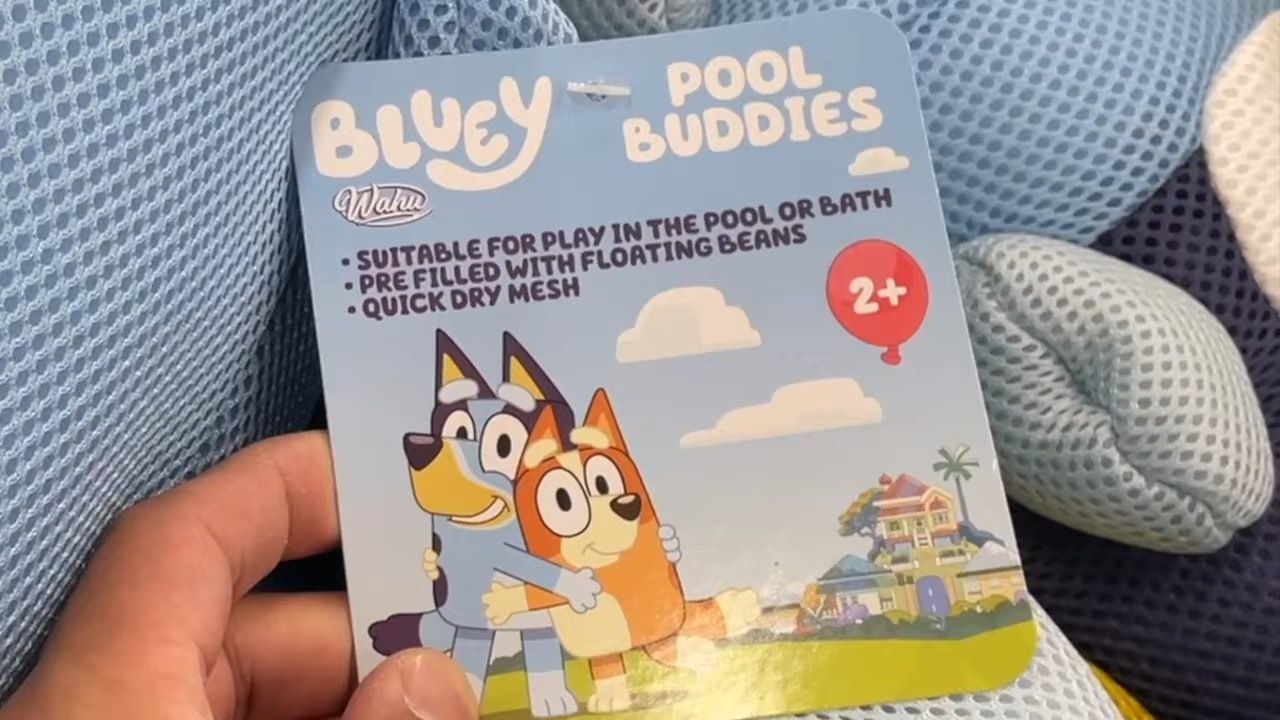 BLUEY
POOL
BUDDIES
Wahu
• SUITABLE FOR PLAY IN THE POOL OR BATH
• PRE FILLED WITH FLOATING BEANS
• QUICK DRY MESH
2+